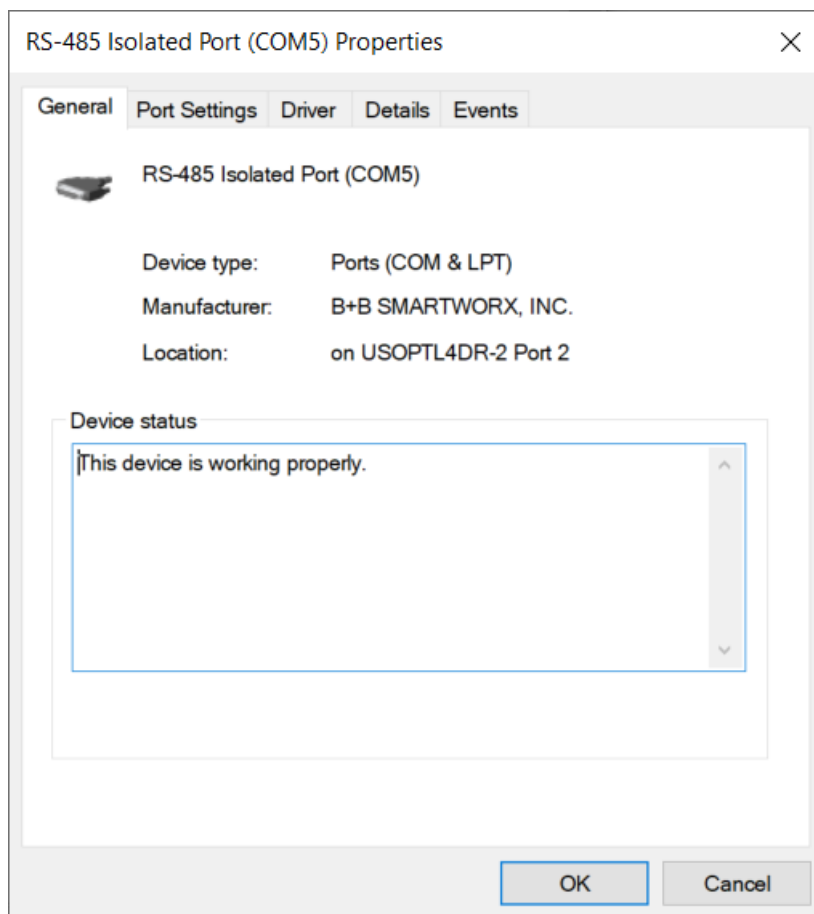 RS-485 Isolated Port (COM5) Properties
General Port Settings Driver Details Events
RS-485 Isolated Port (COM5)
Device type: Ports (COM & LPT)
Manufacturer: B+B SMARTWORX, INC.
Location: on USOPTL4DR-2 Port 2
Device status
This device is working properly.
OK Cancel